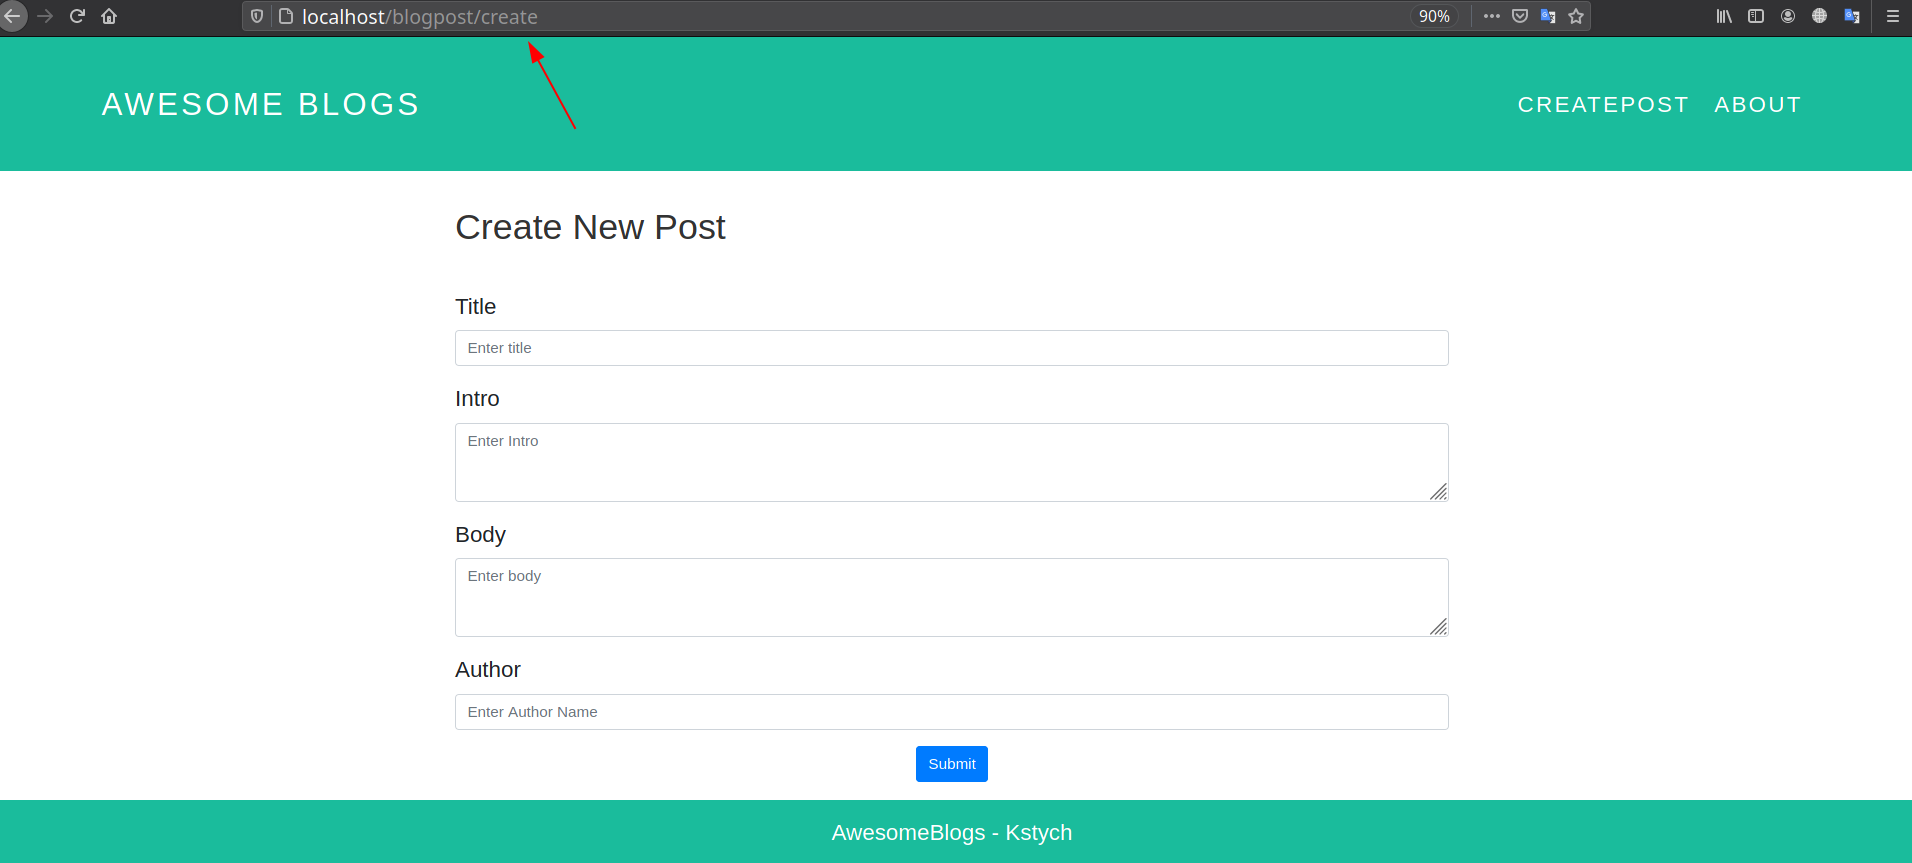 localhost/blogpost/create 90%
AWESOME BLOGS CREATEPOST ABOUT
Create New Post
Title
Enter title
Intro
Enter Intro
Body
Enter body
Author
Enter Author Name
Submit
AwesomeBlogs - Kstych